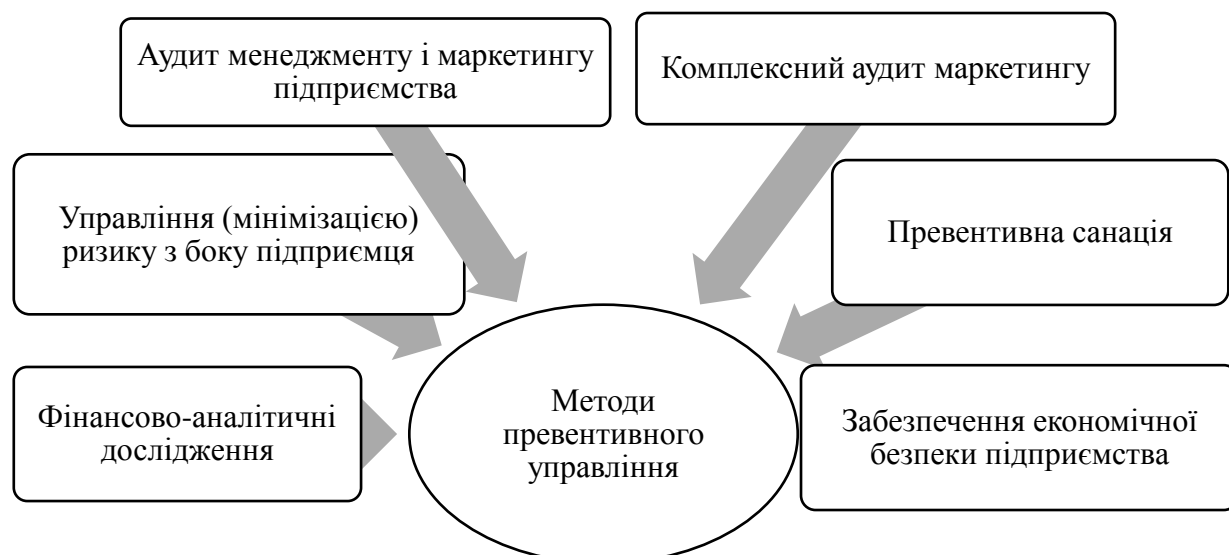 Аудит менеджменту і маркетингу
підприємства
Комплексний аудит маркетингу
Управління (мінімізацією)
ризику з боку підприємця
Превентивна санація
Фінансово-аналітичні
дослідження
Методи
превентивного
управління
Забезпечення економічної
безпеки підприємства